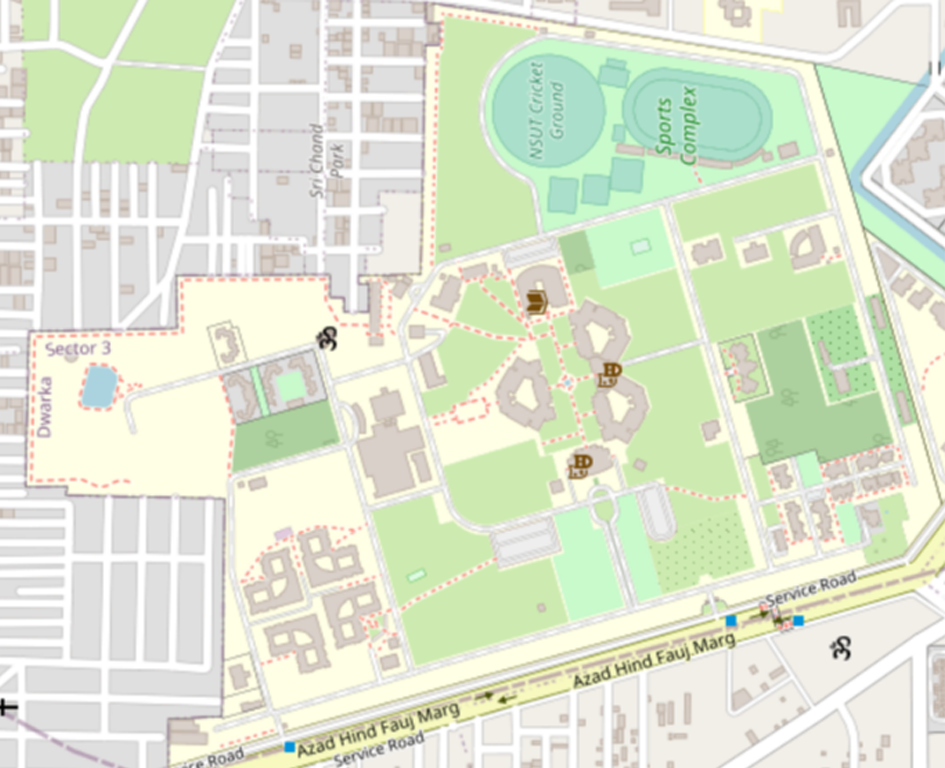 NSUT Cricket
Ground
Sports
Complex
Sri Chand
Park
ॐ
Sector 3
Dwarka
Service Road
ॐ
Azad Hind Fauj Marg
Azad Hind Fauj Marg
Service Road
ce Road